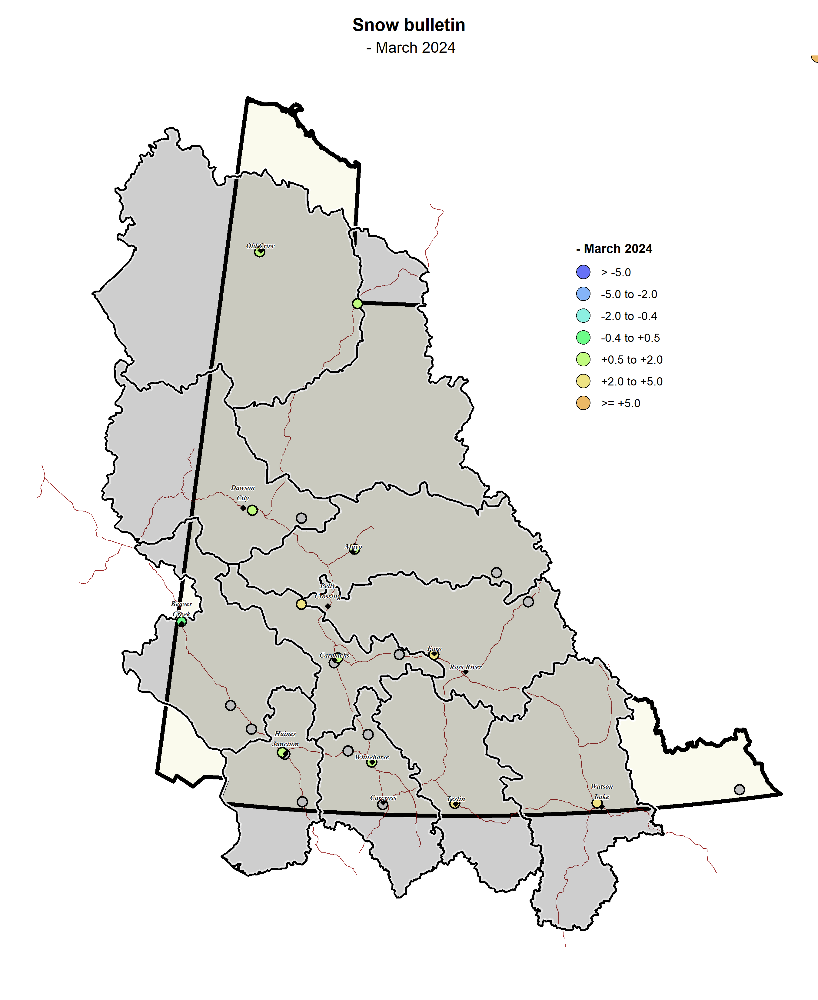 Snow bulletin
- March 2024
Old Crow
- March 2024
> -5.0
-5.0 to -2.0
-2.0 to -0.4
-0.4 to +0.5
+0.5 to +2.0
+2.0 to +5.0
>= +5.0
Dawson
City
Mayo
Pelly
Crossing
Beaver
Creek
Faro
Carmacks
Ross River
Haines
Junction
Whitehorse
Watson
Lake
Carcross
Teslin